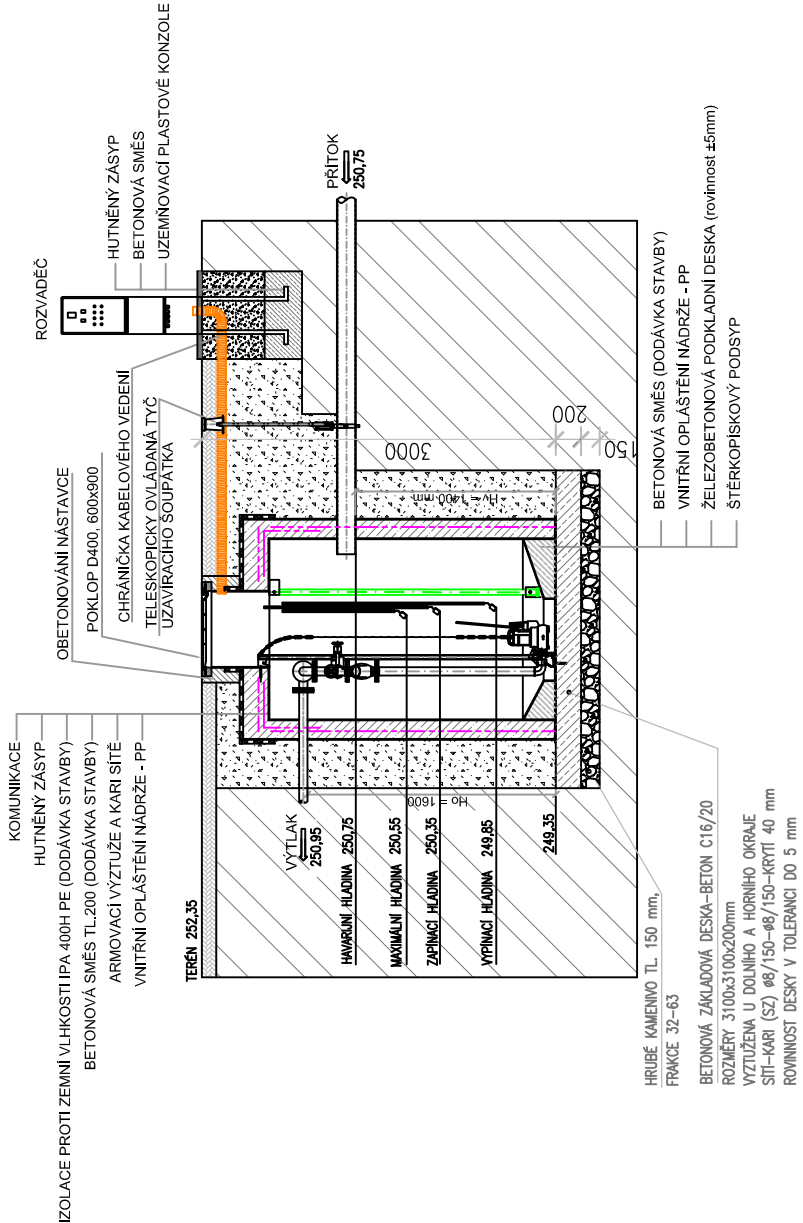 KOMUNIKACE
HUTNĚNÝ ZÁSYP
IZOLACE PROTI ZEMNÍ VLHKOSTI IPA 400H PE (DODÁVKA STAVBY)
BETONOVÁ SMĚS TL.200 (DODÁVKA STAVBY)
ARMOVACÍ VÝZTUŽE A KARI SÍTĚ
VNITŘNÍ OPLÁŠTĚNÍ NÁDRŽE - PP
OBETONOVÁNÍ NÁSTAVCE
POKLOP D400, 600x900
CHRÁNIČKA KABELOVÉHO VEDENÍ
TELESKOPICKY OVLÁDANÁ TYČ
UZAVÍRACÍHO ŠOUPÁTKA
ROZVADĚČ
HUTNĚNÝ ZÁSYP
BETONOVÁ SMĚS
UZEMŇOVACÍ PLASTOVÉ KONZOLE
TERÉN 252,35
VÝTLAK
250,95
PŘÍTOK
250,75
HAVARIJNÍ HLADINA 250,75
MAXIMÁLNÍ HLADINA 250,55
ZAPÍNACÍ HLADINA 250,35
VYPÍNACÍ HLADINA 249,85
249,35
Ho = 1600
Hv = 1400 mm
3000
200
150
BETONOVÁ SMĚS (DODÁVKA STAVBY)
VNITŘNÍ OPLÁŠTĚNÍ NÁDRŽE - PP
ŽELEZOBETONOVÁ PODKLADNÍ DESKA (rovinnost ±5mm)
ŠTĚRKOPÍSKOVÝ PODSYP
HRUBÉ KAMENIVO TL. 150 mm,
FRAKCE 32-63
BETONOVÁ ZÁKLADOVÁ DESKA-BETON C16/20
ROZMĚRY 3100x3100x200mm
VYZTUŽENA U DOLNÍHO A HORNÍHO OKRAJE
SÍTÍ-KARI (SZ) ø8/150-ø8/150-KRYTÍ 40 mm
ROVINNOST DESKY V TOLERANCI DO 5 mm